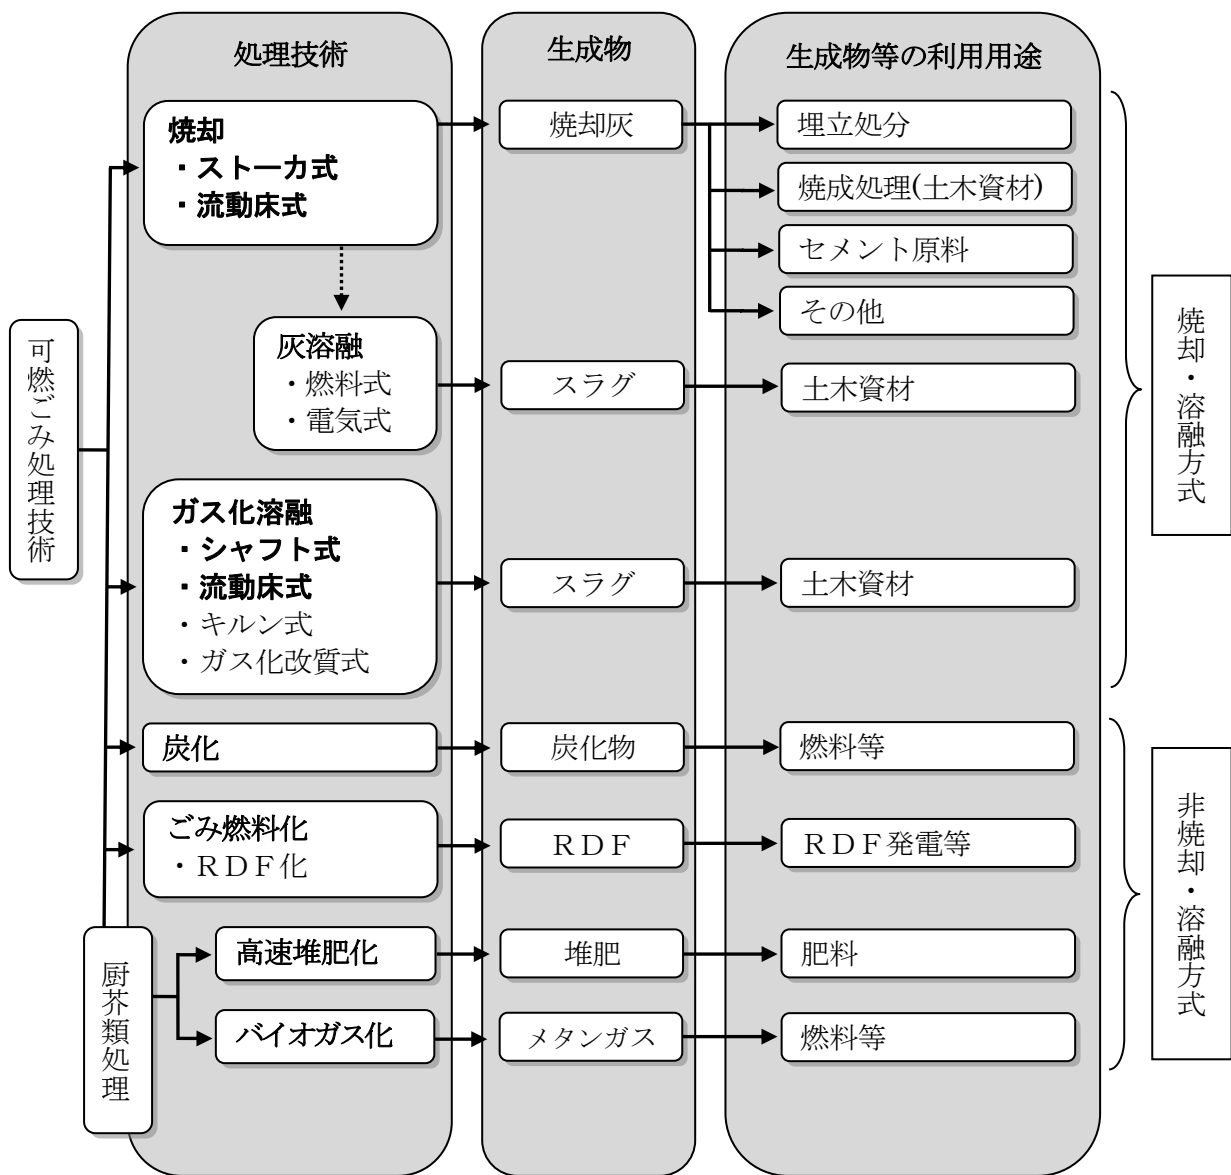 処理技術
生成物
生成物等の利用用途
可燃ごみ処理技術
焼却
・ストーカ式
・流動床式
焼却灰
埋立処分
焼成処理(土木資材)
セメント原料
その他
灰溶融
・燃料式
・電気式
スラグ
土木資材
ガス化溶融
・シャフト式
・流動床式
・キルン式
・ガス化改質式
スラグ
土木資材
焼却・溶融方式
炭化
炭化物
燃料等
ごみ燃料化
・ＲＤＦ化
ＲＤＦ
ＲＤＦ発電等
厨芥類処理
高速堆肥化
堆肥
肥料
バイオガス化
メタンガス
燃料等
非焼却・溶融方式